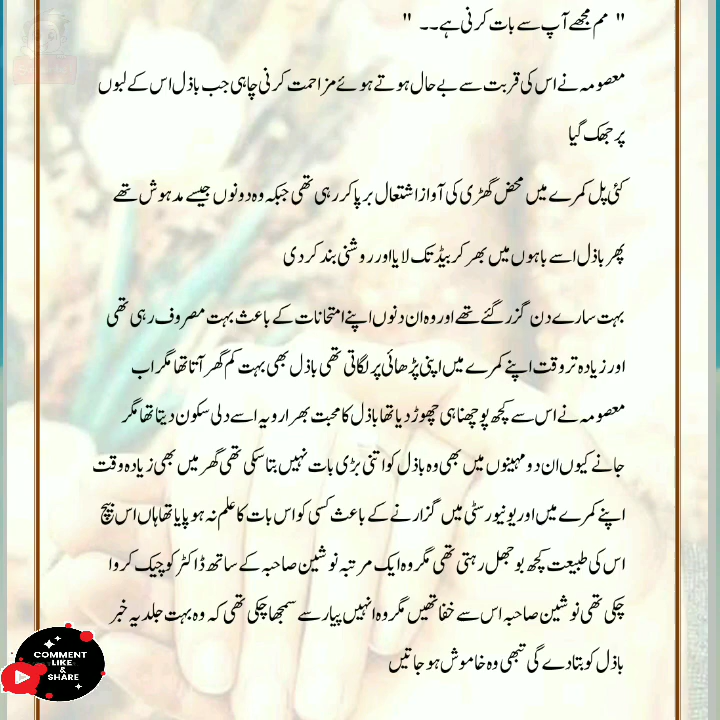 " مم مجھے آپ سے بات کرنی ہے۔۔ "
معصومہ نے اس کی قربت سے بے حال ہوتے ہوئے مزاحمت کرنی چاہی جب باذل اس کے لبوں
پر جھک گیا
کئی پل کمرے میں محض گھڑی کی آواز اشتعال برپا کر رہی تھی جبکہ وہ دونوں جیسے مدہوش تھے
پھر باذل اسے باہوں میں بھر کر بیڈ تک لایا اور روشنی بند کر دی
بہت سارے دن گزر گئے تھے اور وہ ان دنوں اپنے امتحانات کے باعث بہت مصروف رہی تھی
اور زیادہ تر وقت اپنے کمرے میں اپنی پڑھائی پر لگاتی تھی باذل بھی بہت کم گھر آتا تھا مگر اب
معصومہ نے اس سے کچھ پوچھنا ہی چھوڑ دیا تھا باذل کا محبت بھرا رویہ اسے دلی سکون دیتا تھا مگر
جانے کیوں ان دو مہینوں میں بھی وہ باذل کو اتنی بڑی بات نہیں بتا سکی تھی گھر میں بھی زیادہ وقت
اپنے کمرے میں اور یونیورسٹی میں گزارنے کے باعث کسی کو اس بات کا علم نہ ہو پایا تھا ہاں اس بیچ
اس کی طبیعت کچھ بوجھل رہتی تھی مگر وہ ایک مرتبہ نوشین صاحبہ کے ساتھ ڈاکٹر کو چیک کروا
چکی تھی نوشین صاحبہ اس سے خفا تھیں مگر وہ انہیں پیار سے سمجھا چکی تھی کہ وہ بہت جلد یہ خبر
باذل کو بتا دے گی تبھی وہ خاموش ہو جاتیں
COMMENT
LIKE
&
SHARE